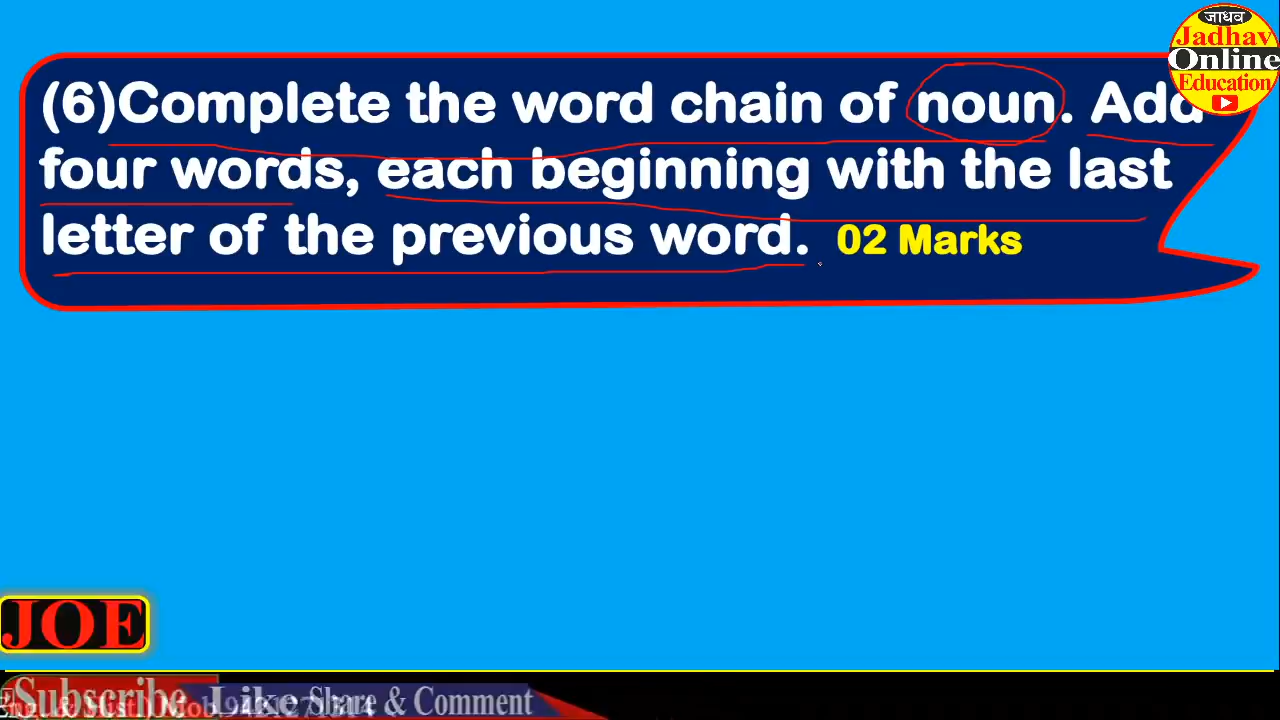 जाधव
Jadhav
Online
Education
(6)Complete the word chain of noun. Add
four words, each beginning with the last
letter of the previous word. 02 Marks
JOE
Subscribe Like Share & Comment